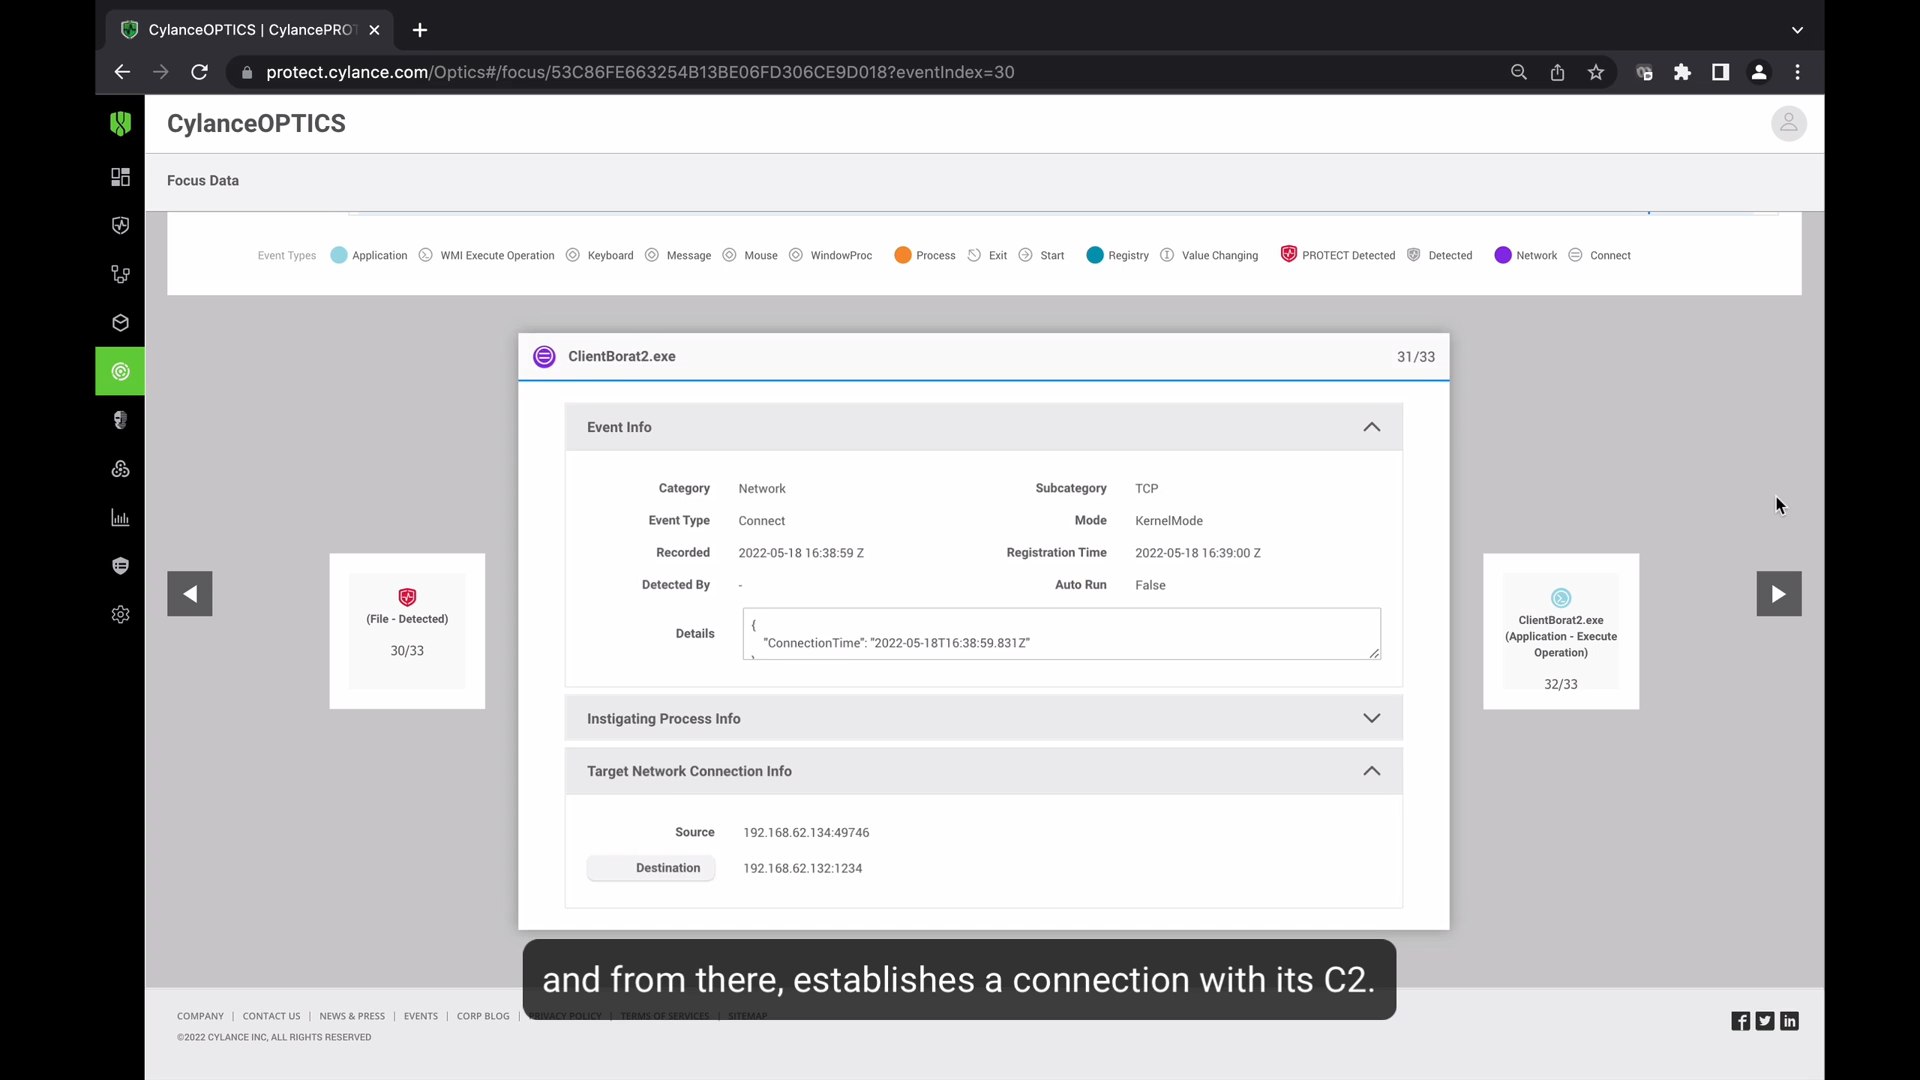 CylanceOPTICS | CylancePRO
protect.cylance.com/Optics#/focus/53C86FE663254B13BE06FD306CE9D018?eventIndex=30
CylanceOPTICS
Focus Data
Event Types Application WMI Execute Operation Keyboard Message Mouse WindowProc Process Exit Start Registry Value Changing PROTECT Detected Detected Network Connect
ClientBorat2.exe 31/33
Event Info
Category Network Subcategory TCP
Event Type Connect Mode KernelMode
Recorded 2022-05-18 16:38:59 Z Registration Time 2022-05-18 16:39:00 Z
Detected By - Auto Run False
Details {
"ConnectionTime": "2022-05-18T16:38:59.831Z"
(File - Detected)
30/33
ClientBorat2.exe
(Application - Execute
Operation)
32/33
Instigating Process Info
Target Network Connection Info
Source 192.168.62.134:49746
Destination 192.168.62.132:1234
and from there, establishes a connection with its C2.
COMPANY | CONTACT US | NEWS & PRESS | EVENTS | CORP BLOG | PRIVACY POLICY | TERMS OF SERVICES | SITEMAP
©2022 CYLANCE INC, ALL RIGHTS RESERVED